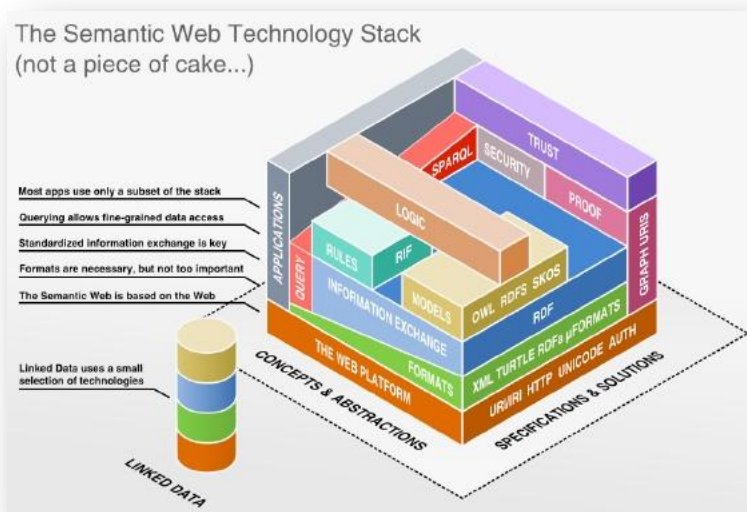 The Semantic Web Technology Stack
(not a piece of cake...)
Most apps use only a subset of the stack
Querying allows fine-grained data access
Standardized information exchange is key
Formats are necessary, but not too important
The Semantic Web is based on the Web
Linked Data uses a small
selection of technologies
LINKED DATA
APPLICATIONS
QUERY
RULES
RIF
LOGIC
SPARQL
SECURITY
TRUST
PROOF
GRAPH URIS
MODELS
OWL RDFS SKOS
INFORMATION EXCHANGE
RDF
FORMATS
XML TURTLE RDFa µFORMATS
THE WEB PLATFORM
URI/IRI HTTP UNICODE AUTH
CONCEPTS & ABSTRACTIONS
SPECIFICATIONS & SOLUTIONS